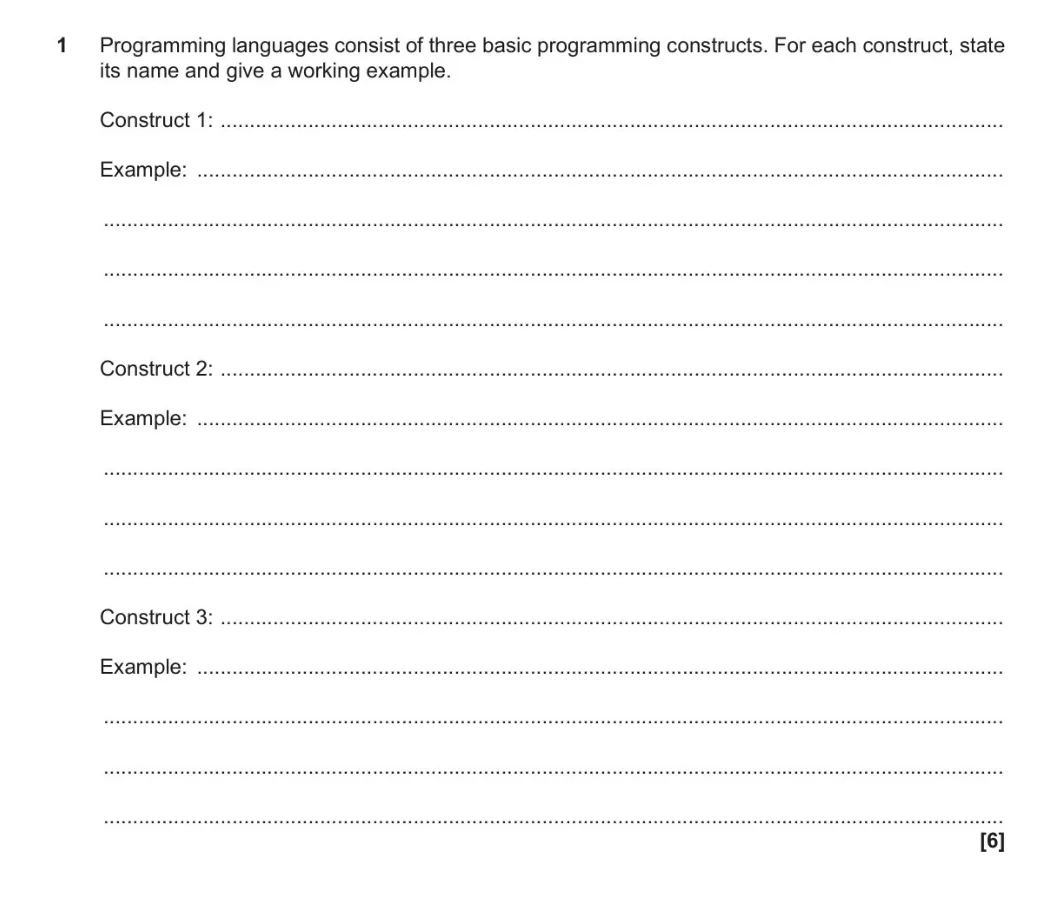 1 Programming languages consist of three basic programming constructs. For each construct, state
its name and give a working example.
Construct 1: ....................................................................................................................................
Example: ........................................................................................................................................
........................................................................................................................................................
........................................................................................................................................................
........................................................................................................................................................
Construct 2: ....................................................................................................................................
Example: ........................................................................................................................................
........................................................................................................................................................
........................................................................................................................................................
........................................................................................................................................................
Construct 3: ....................................................................................................................................
Example: ........................................................................................................................................
........................................................................................................................................................
........................................................................................................................................................
........................................................................................................................................................
[6]